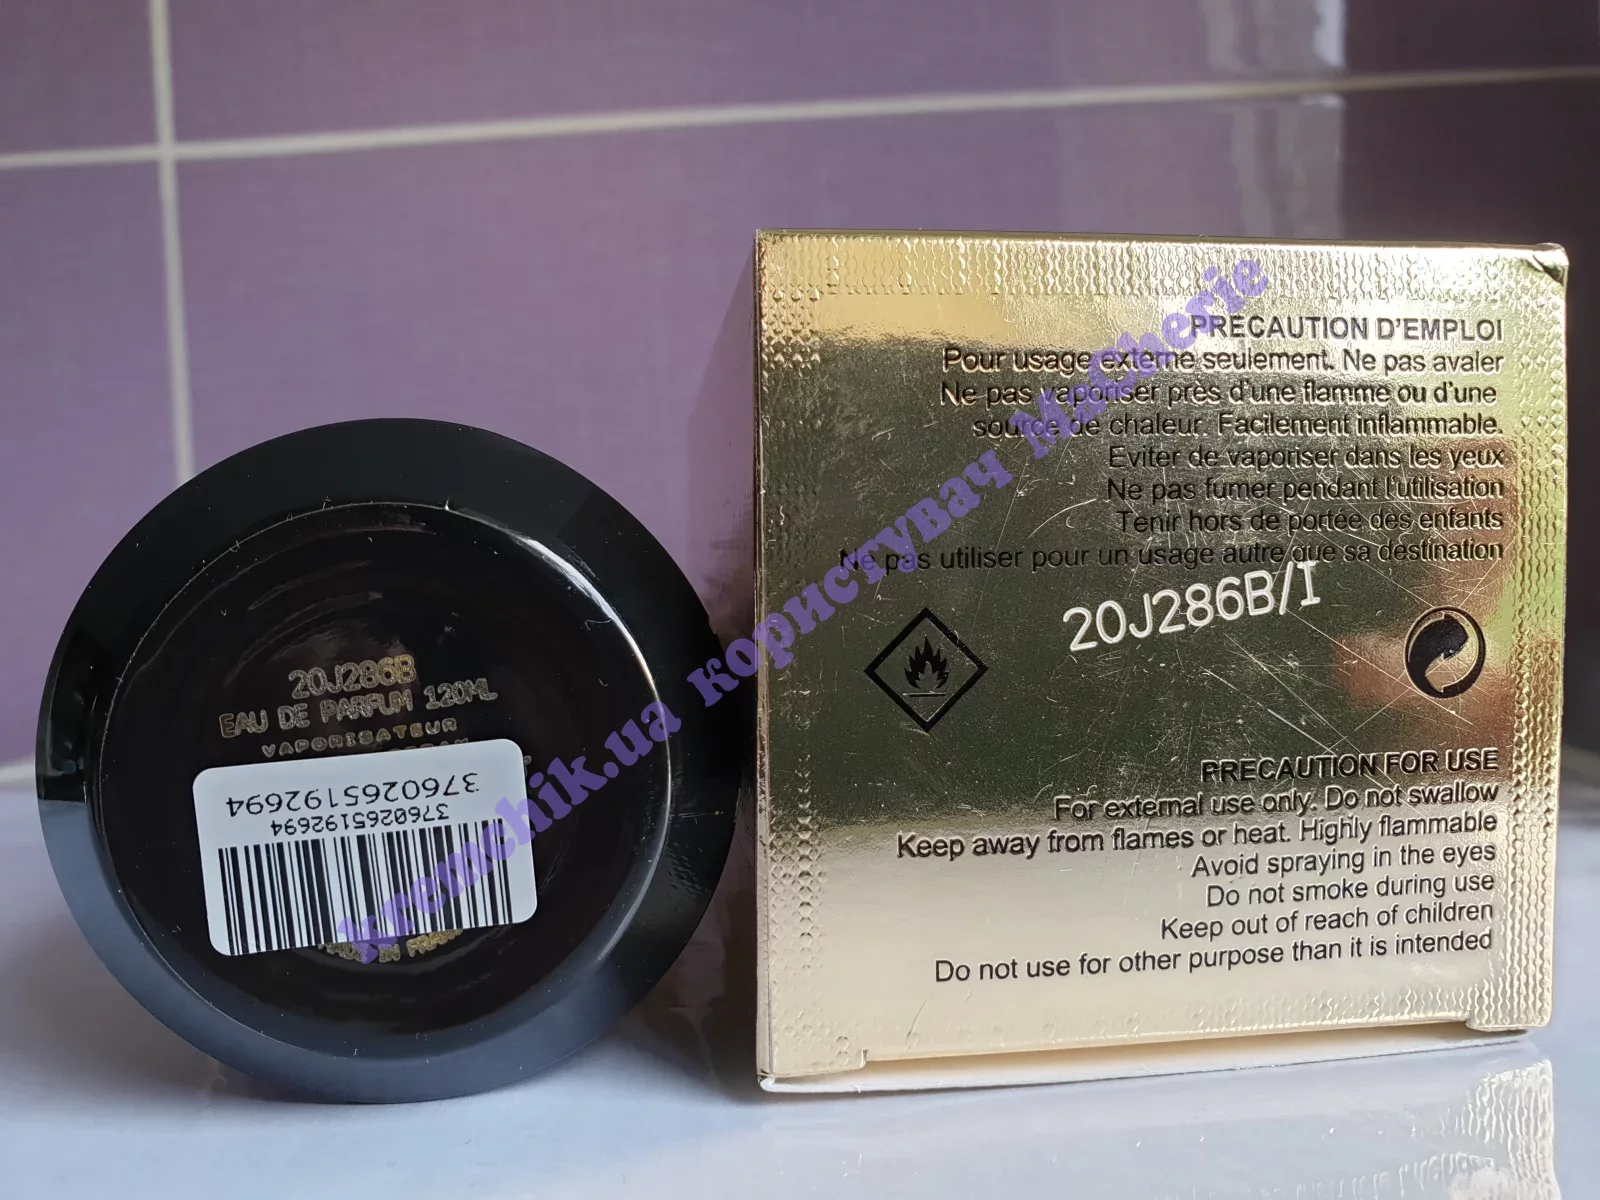 20J286B
EAU DE PARFUM 120ML
VAPORISATEUR
3760265192694
3760265192694
IN FRAN
PRECAUTION D'EMPLOI
Pour usage externe seulement. Ne pas avaler
Ne pas vaporiser près d'une flamme ou d'une
source de chaleur. Facilement inflammable.
Eviter de vaporiser dans les yeux
Ne pas fumer pendant l'utilisation
Tenir hors de portée des enfants
Ne pas utiliser pour un usage autre que sa destination
20J286B/I
PRECAUTION FOR USE
For external use only. Do not swallow
Keep away from flames or heat. Highly flammable
Avoid spraying in the eyes
Do not smoke during use
Keep out of reach of children
Do not use for other purpose than it is intended
kremchik.ua користувач MaCherie